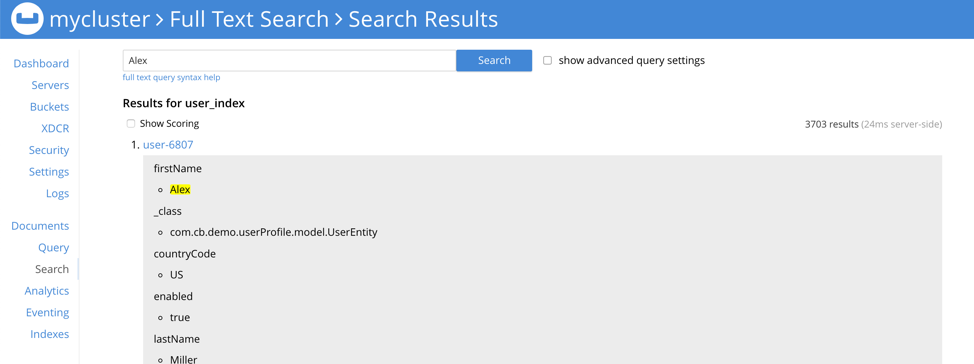 mycluster > Full Text Search > Search Results
Dashboard
Servers
Buckets
XDCR
Security
Settings
Logs
Documents
Query
Search
Analytics
Eventing
Indexes
Alex
Search
show advanced query settings
full text query syntax help
Results for user_index
Show Scoring
3703 results (24ms server-side)
1. user-6807
firstName
Alex
_class
com.cb.demo.userProfile.model.UserEntity
countryCode
US
enabled
true
lastName
Miller